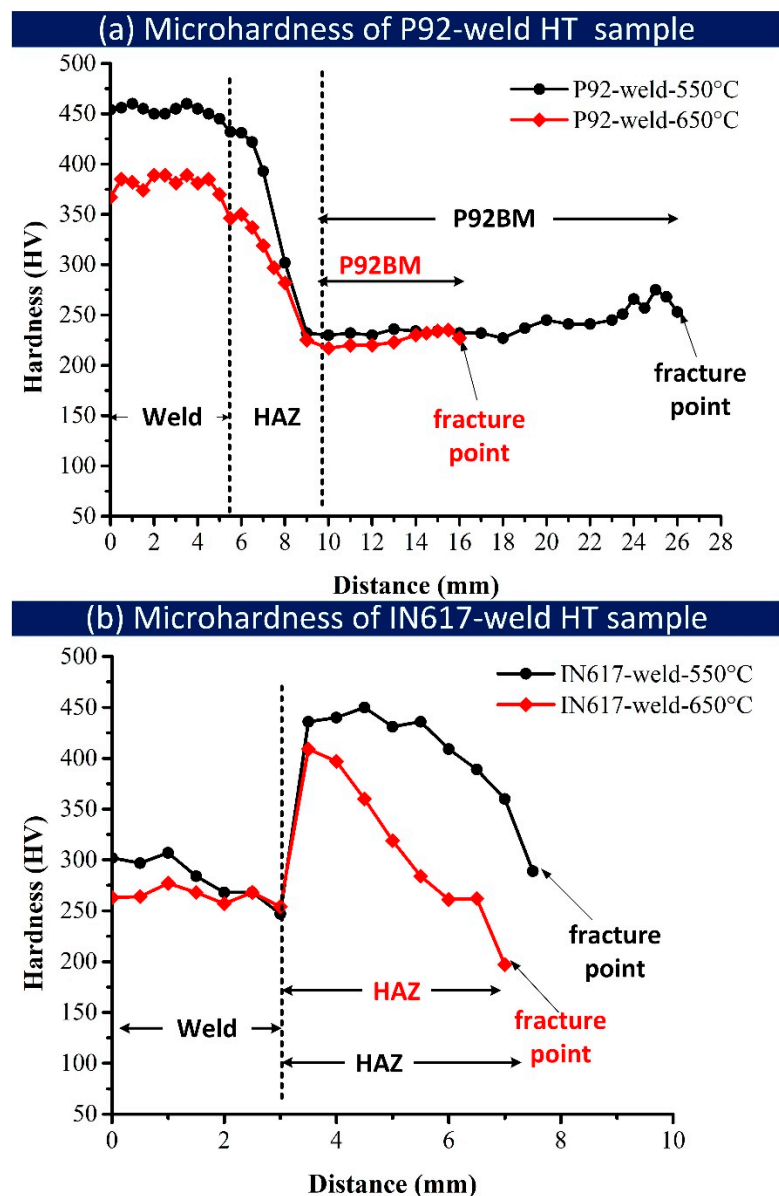 (a) Microhardness of P92-weld HT sample
500
450
400
350
300
250
200
150
100
50
Hardness (HV)
P92-weld-550°C
P92-weld-650°C
P92BM
P92BM
Weld
HAZ
fracture
point
fracture
point
0 2 4 6 8 10 12 14 16 18 20 22 24 26 28
Distance (mm)
(b) Microhardness of IN617-weld HT sample
500
450
400
350
300
250
200
150
100
50
Hardness (HV)
IN617-weld-550°C
IN617-weld-650°C
fracture
point
HAZ
fracture
point
Weld
HAZ
0 2 4 6 8 10
Distance (mm)